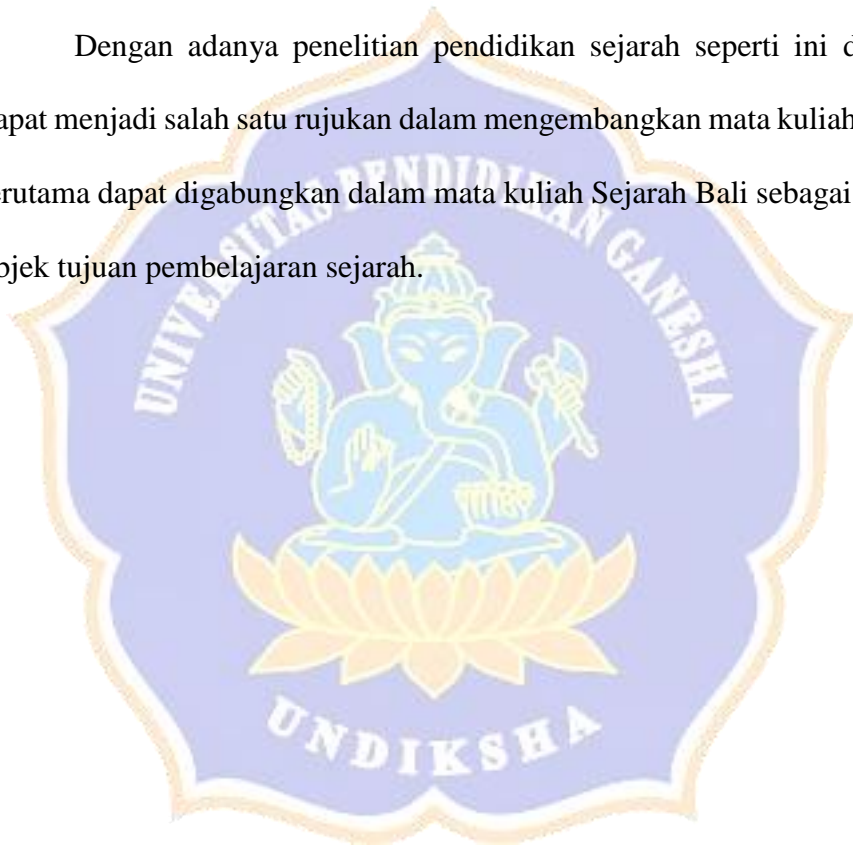 Dengan adanya penelitian pendidikan sejarah seperti ini d
apat menjadi salah satu rujukan dalam mengembangkan mata kuliah
erutama dapat digabungkan dalam mata kuliah Sejarah Bali sebagai
bjek tujuan pembelajaran sejarah.
UNIVERSITAS PENDIDIKAN GANESHA
UNDIKSHA